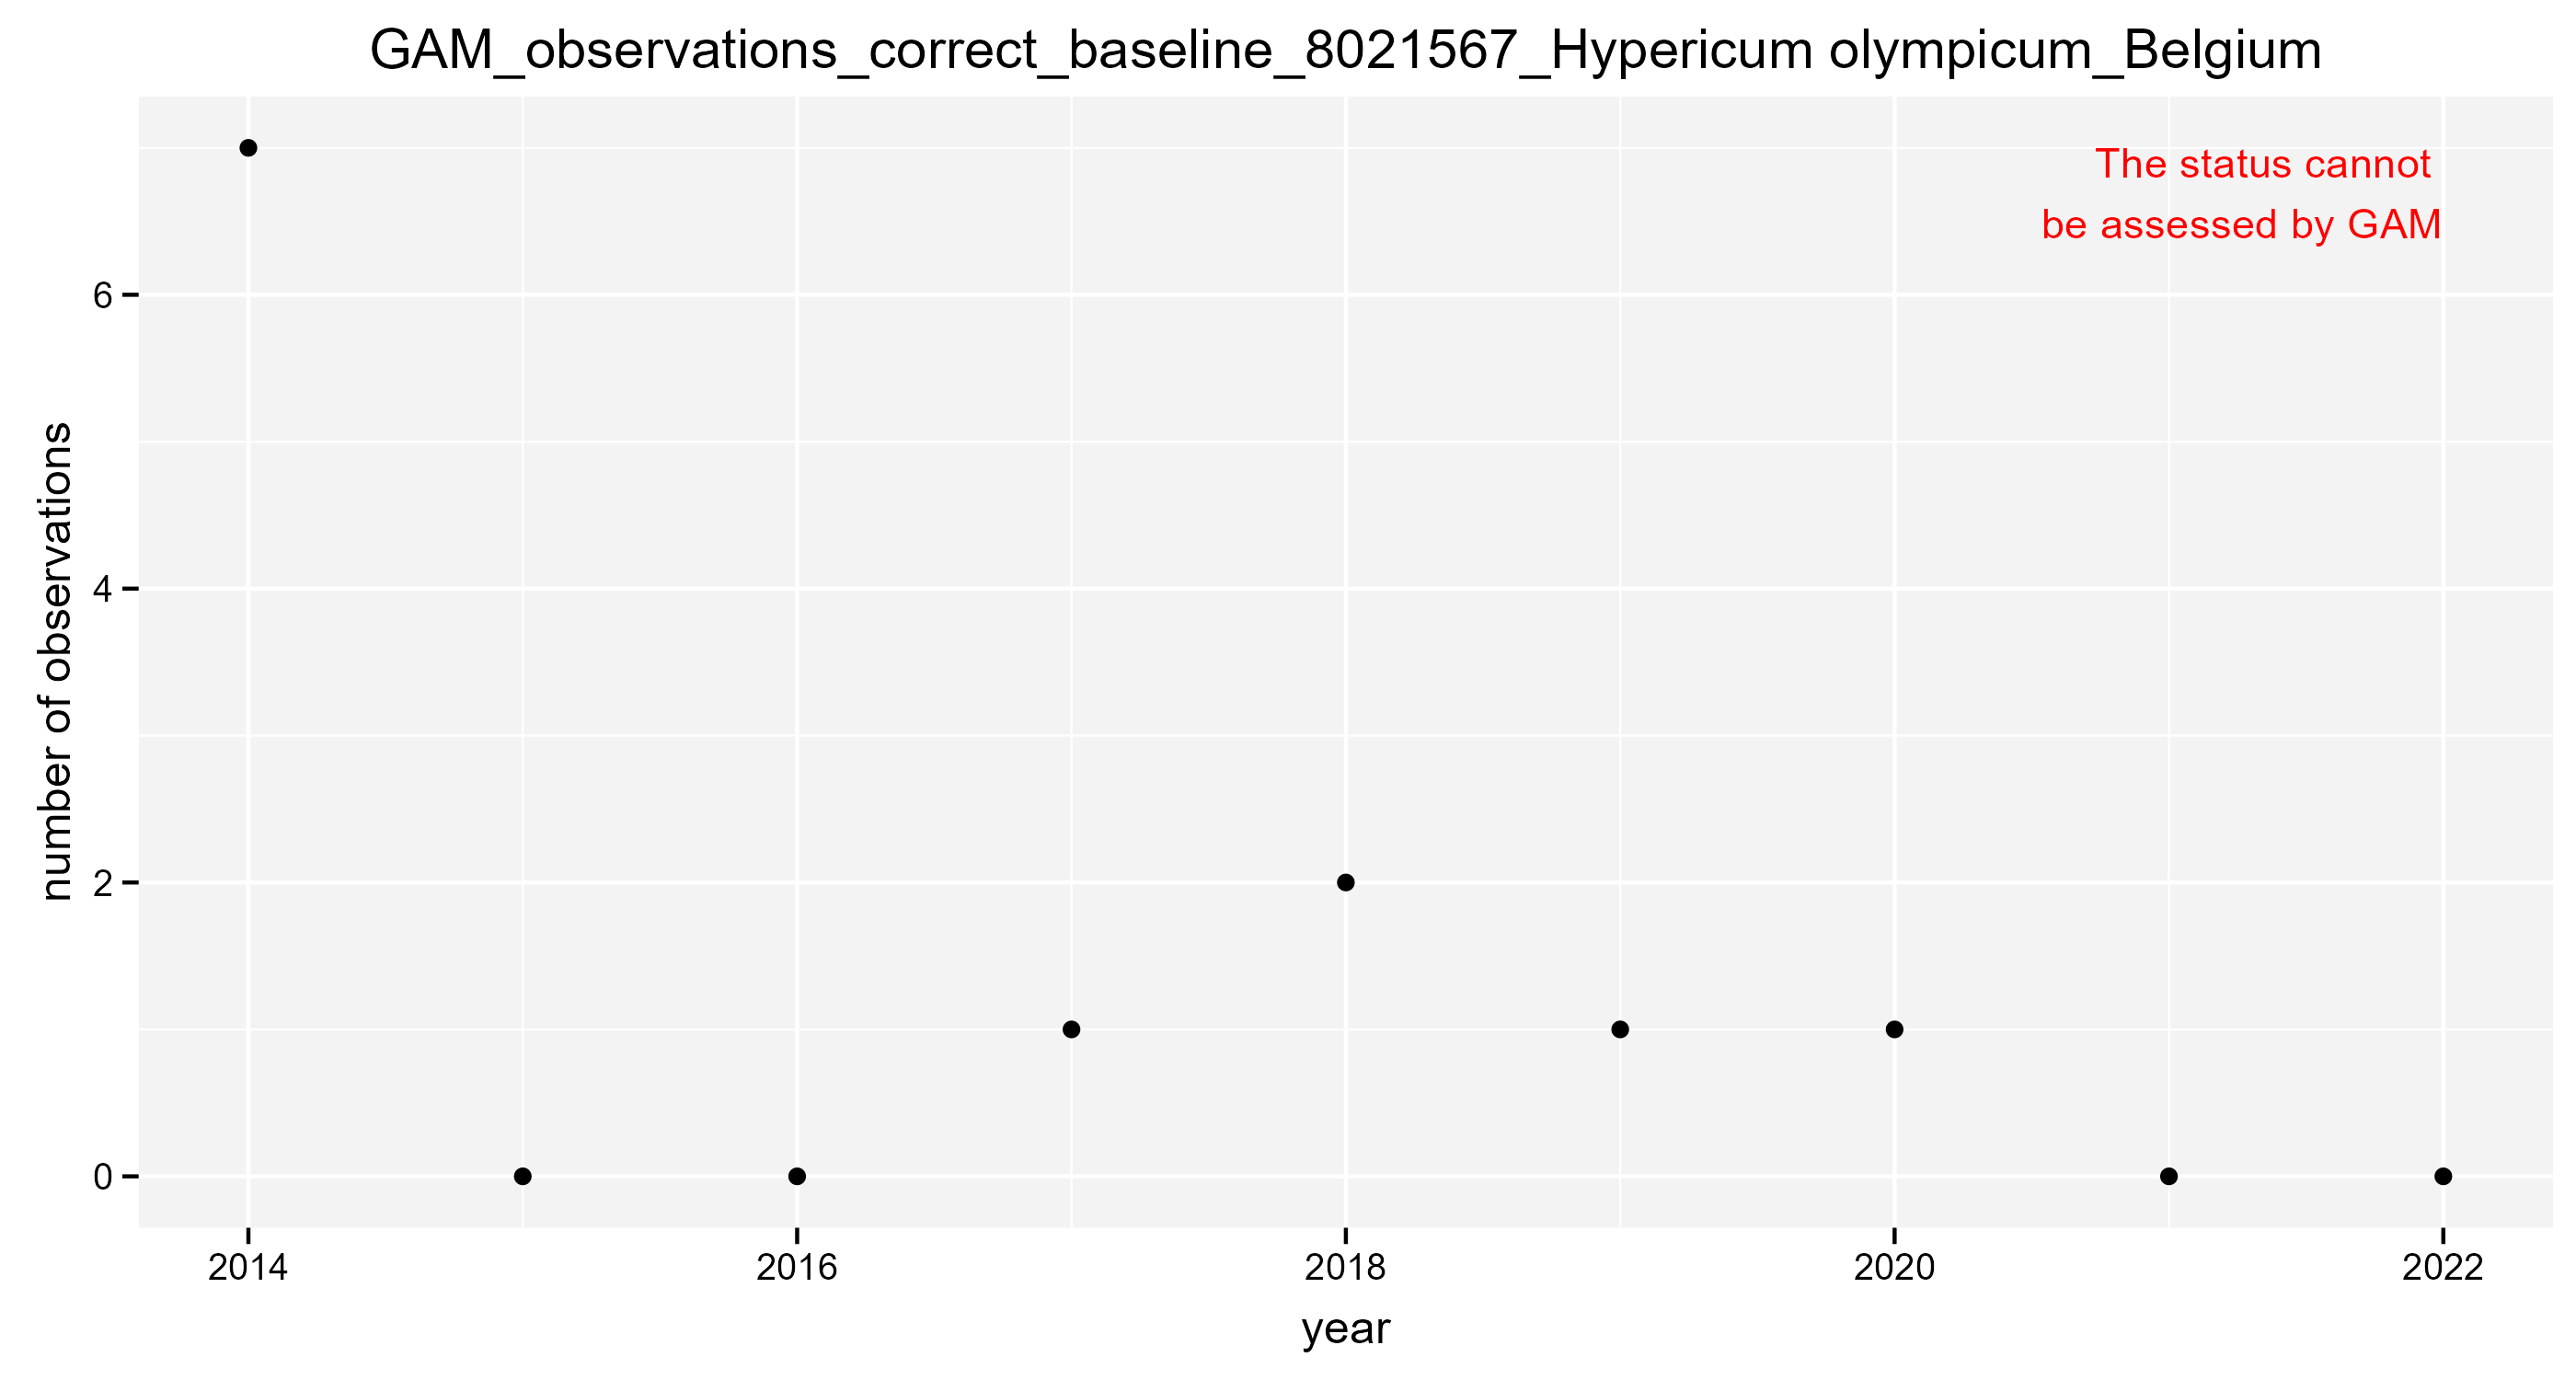 GAM_observations_correct_baseline_8021567_Hypericum olympicum_Belgium
The status cannot
be assessed by GAM
number of observations
6
4
2
0
2014
2016
2018
2020
2022
year